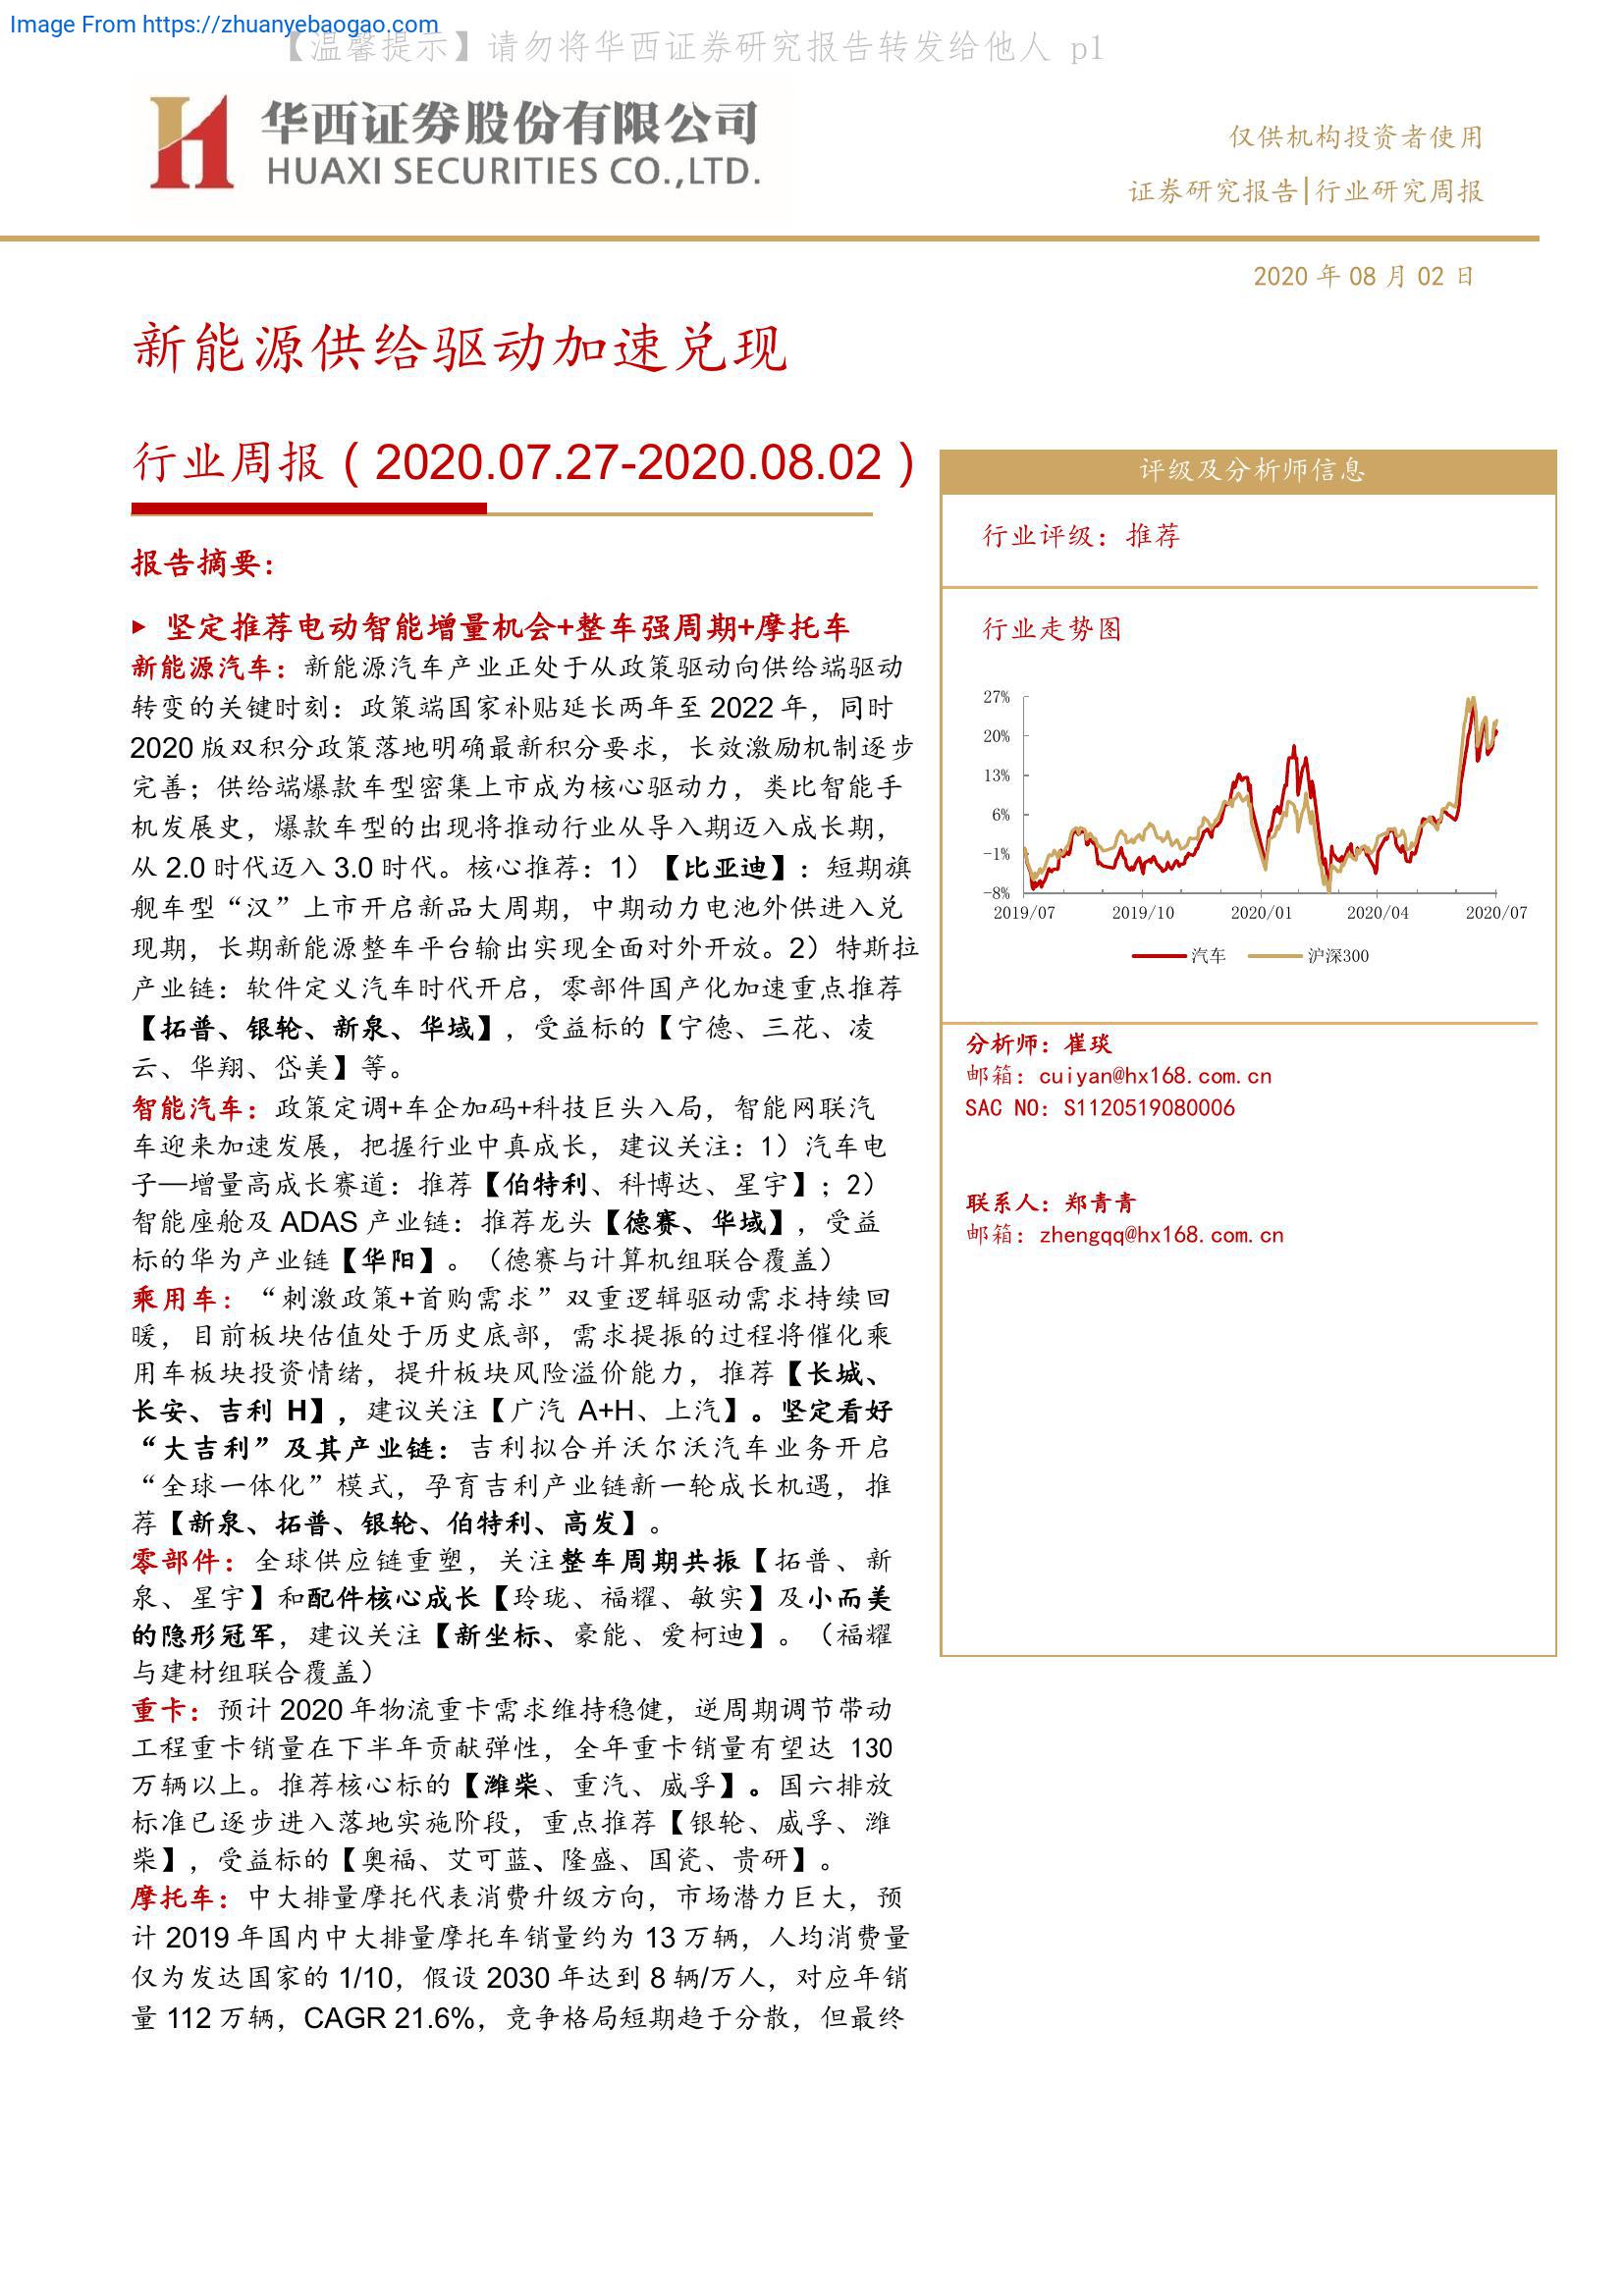 Image From https://zhuanyebaogao.com
【温馨提示】请勿将华西证券研究报告转发给他人 p1
华西证券股份有限公司
HUAXI SECURITIES CO.,LTD.
仅供机构投资者使用
证券研究报告|行业研究周报
2020 年 08 月 02 日
新能源供给驱动加速兑现
行业周报（2020.07.27-2020.08.02）
报告摘要：
▶ 坚定推荐电动智能增量机会+整车强周期+摩托车
新能源汽车：新能源汽车产业正处于从政策驱动向供给端驱动
转变的关键时刻：政策端国家补贴延长两年至 2022 年，同时
2020 版双积分政策落地明确最新积分要求，长效激励机制逐步
完善；供给端爆款车型密集上市成为核心驱动力，类比智能手
机发展史，爆款车型的出现将推动行业从导入期迈入成长期，
从 2.0 时代迈入 3.0 时代。核心推荐：1）【比亚迪】：短期旗
舰车型“汉”上市开启新品大周期，中期动力电池外供进入兑
现期，长期新能源整车平台输出实现全面对外开放。2）特斯拉
产业链：软件定义汽车时代开启，零部件国产化加速重点推荐
【拓普、银轮、新泉、华域】，受益标的【宁德、三花、凌
云、华翔、岱美】等。
智能汽车：政策定调+车企加码+科技巨头入局，智能网联汽
车迎来加速发展，把握行业中真成长，建议关注：1）汽车电
子—增量高成长赛道：推荐【伯特利、科博达、星宇】；2）
智能座舱及 ADAS 产业链：推荐龙头【德赛、华域】，受益
标的华为产业链【华阳】。（德赛与计算机组联合覆盖）
乘用车：“刺激政策+首购需求”双重逻辑驱动需求持续回
暖，目前板块估值处于历史底部，需求提振的过程将催化乘
用车板块投资情绪，提升板块风险溢价能力，推荐【长城、
长安、吉利 H】，建议关注【广汽 A+H、上汽】。坚定看好
“大吉利”及其产业链：吉利拟合并沃尔沃汽车业务开启
“全球一体化”模式，孕育吉利产业链新一轮成长机遇，推
荐【新泉、拓普、银轮、伯特利、高发】。
零部件：全球供应链重塑，关注整车周期共振【拓普、新
泉、星宇】和配件核心成长【玲珑、福耀、敏实】及小而美
的隐形冠军，建议关注【新坐标、豪能、爱柯迪】。（福耀
与建材组联合覆盖）
重卡：预计 2020 年物流重卡需求维持稳健，逆周期调节带动
工程重卡销量在下半年贡献弹性，全年重卡销量有望达 130
万辆以上。推荐核心标的【潍柴、重汽、威孚】。国六排放
标准已逐步进入落地实施阶段，重点推荐【银轮、威孚、潍
柴】，受益标的【奥福、艾可蓝、隆盛、国瓷、贵研】。
摩托车：中大排量摩托代表消费升级方向，市场潜力巨大，预
计 2019 年国内中大排量摩托车销量约为 13 万辆，人均消费量
仅为发达国家的 1/10，假设 2030 年达到 8 辆/万人，对应年销
量 112 万辆，CAGR 21.6%，竞争格局短期趋于分散，但最终
评级及分析师信息
行业评级：推荐
行业走势图
27%
20%
13%
6%
-1%
-8%
2019/07 2019/10 2020/01 2020/04 2020/07
汽车 沪深300
分析师：崔琰
邮箱：cuiyan@hx168.com.cn
SAC NO：S1120519080006
联系人：郑青青
邮箱：zhengqq@hx168.com.cn